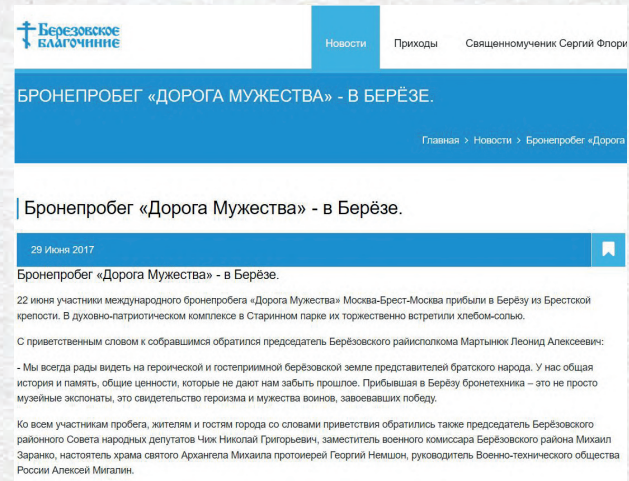 Березовское
благочиние
Новости Приходы Священномученик Сергий Флори
БРОНЕПРОБЕГ «ДОРОГА МУЖЕСТВА» - В БЕРЁЗЕ.
Главная > Новости > Бронепробег «Дорога
Бронепробег «Дорога Мужества» - в Берёзе.
29 Июня 2017
Бронепробег «Дорога Мужества» - в Берёзе.
22 июня участники международного бронепробега «Дорога Мужества» Москва-Брест-Москва прибыли в Берёзу из Брестской
крепости. В духовно-патриотическом комплексе в Старинном парке их торжественно встретили хлебом-солью.
С приветственным словом к собравшимся обратился председатель Берёзовского райисполкома Мартынюк Леонид Алексеевич:
- Мы всегда рады видеть на героической и гостеприимной берёзовской земле представителей братского народа. У нас общая
история и память, общие ценности, которые не дают нам забыть прошлое. Прибывшая в Берёзу бронетехника – это не просто
музейные экспонаты, это свидетельство героизма и мужества воинов, завоевавших победу.
Ко всем участникам пробега, жителям и гостям города со словами приветствия обратились также председатель Берёзовского
районного Совета народных депутатов Чиж Николай Григорьевич, заместитель военного комиссара Берёзовского района Михаил
Заранко, настоятель храма святого Архангела Михаила протоиерей Георгий Немшон, руководитель Военно-технического общества
России Алексей Мигалин.